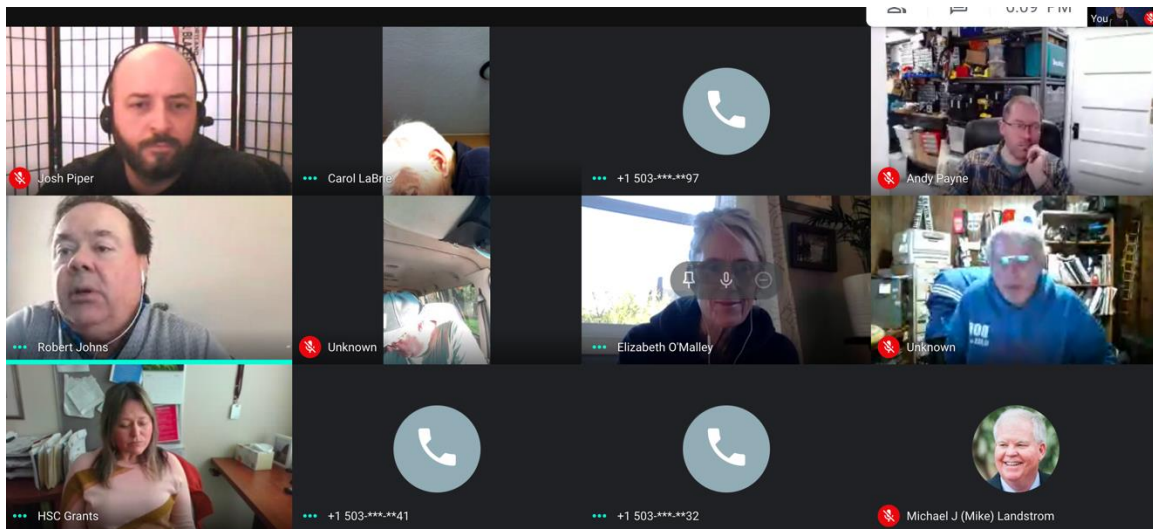 6:09 PM
You
Josh Piper
Carol LaBrie
+1 503-***-**97
Andy Payne
Robert Johns
Unknown
Elizabeth O'Malley
Unknown
HSC Grants
+1 503-***-**41
+1 503-***-**32
Michael J (Mike) Landstrom